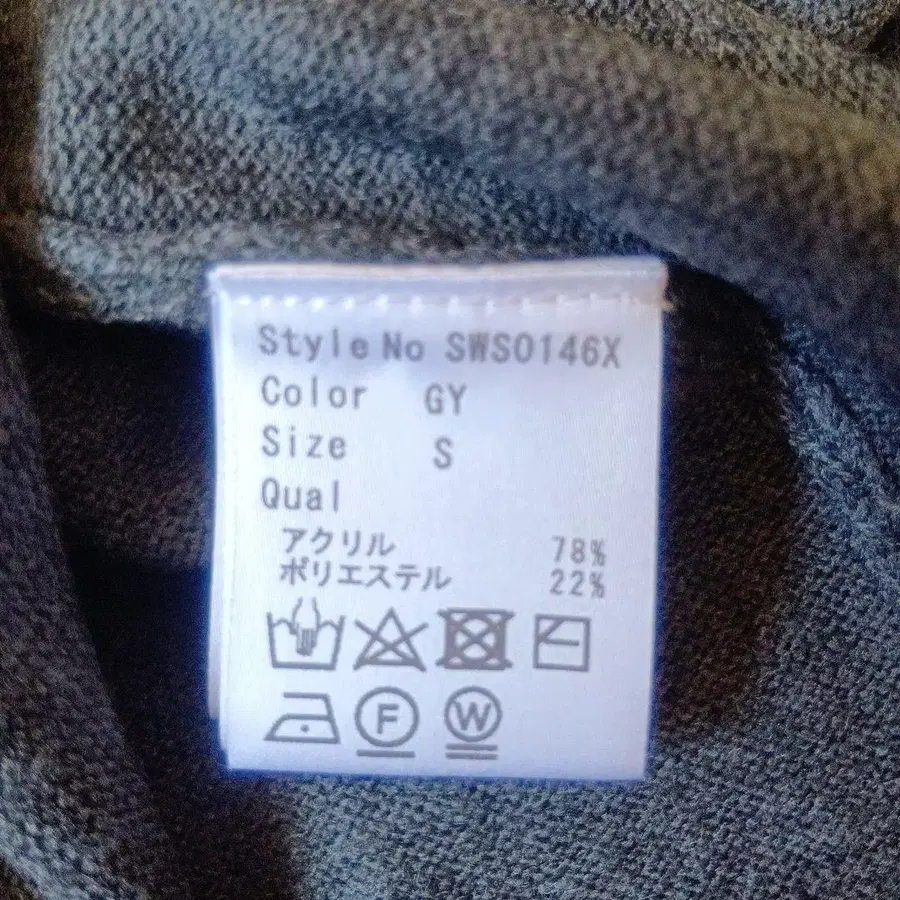 Style No SWS0146X
Color GY
Size S
Qual
アクリル 78%
ポリエステル 22%
F W